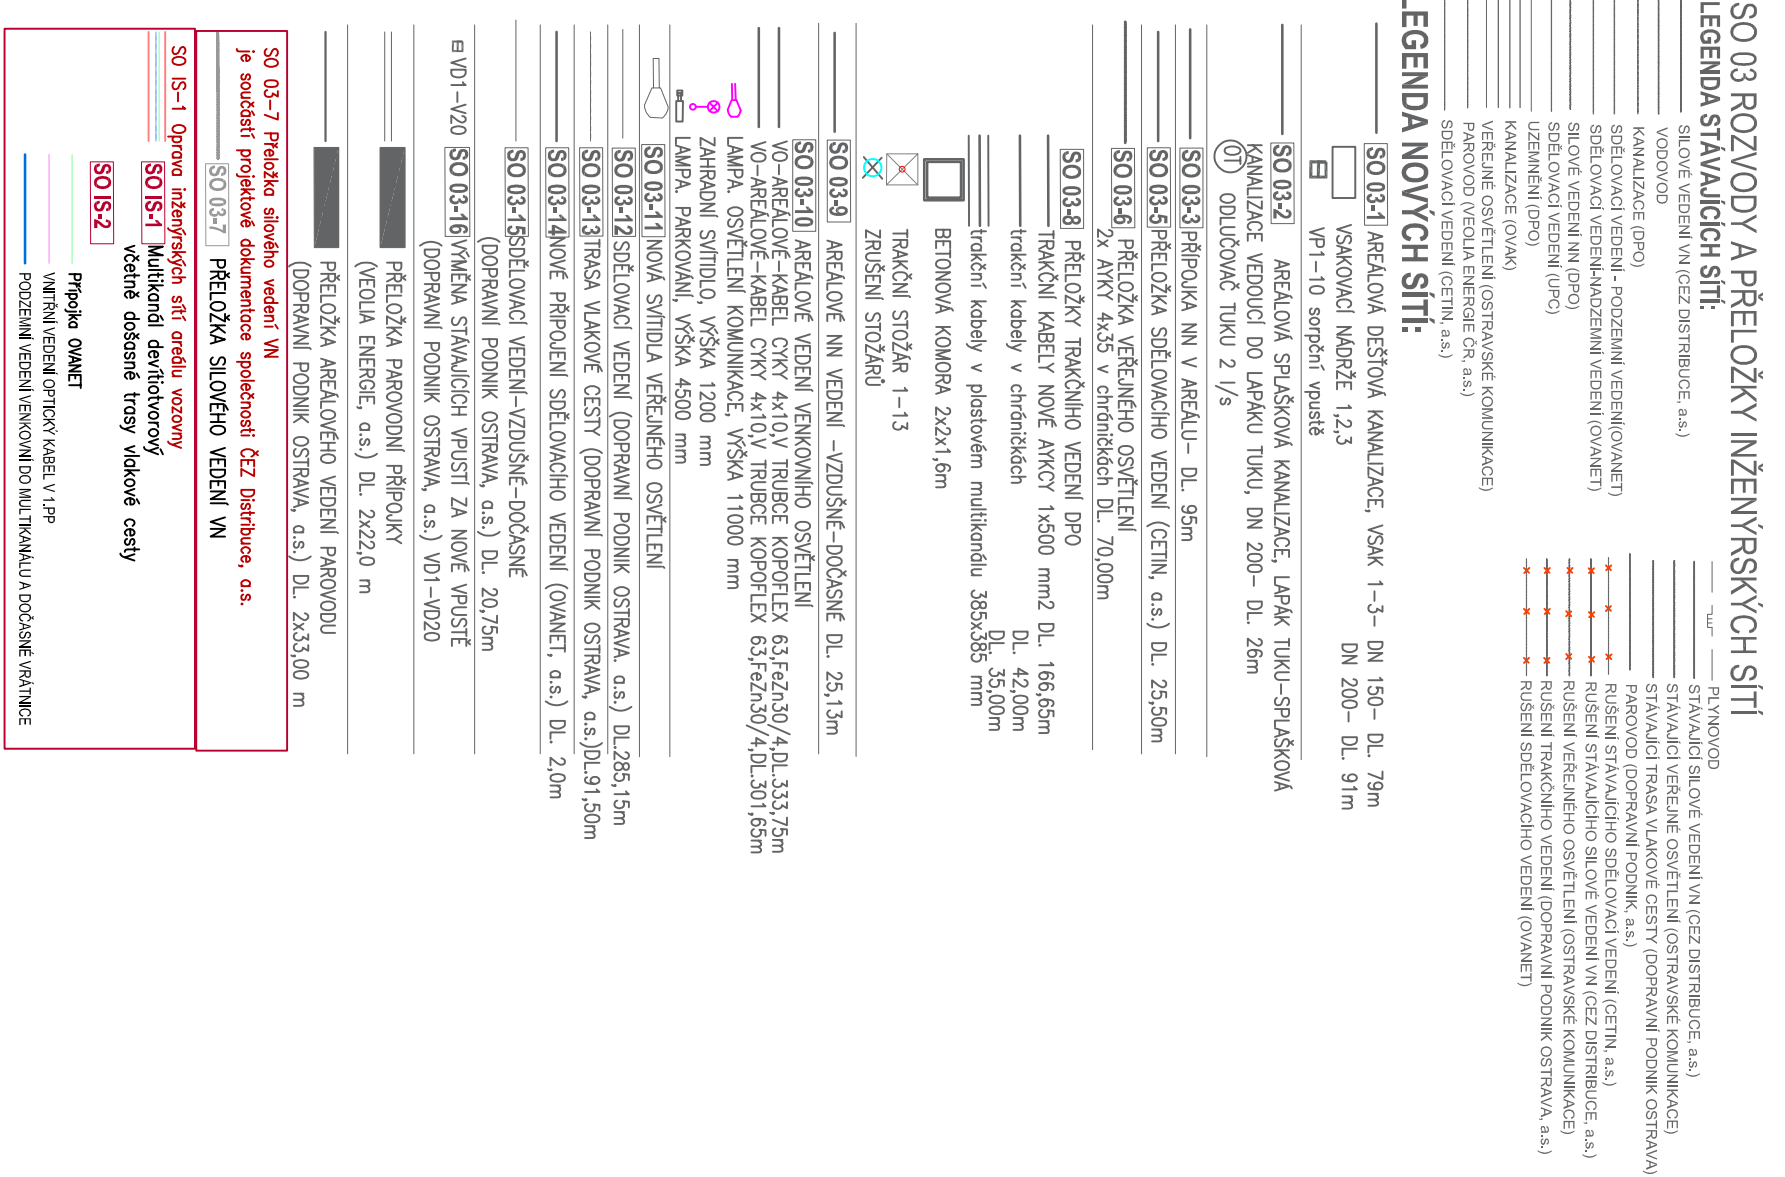 SO 03 ROZVODY A PŘELOŽKY INŽENÝRSKÝCH SÍTÍ
LEGENDA STÁVAJÍCÍCH SÍTÍ:
SILOVÉ VEDENÍ VN (CEZ DISTRIBUCE, a.s.)
VODOVOD
KANALIZACE (DPO)
SDĚLOVACÍ VEDENÍ - PODZEMNÍ VEDENÍ(OVANET)
SDĚLOVACÍ VEDENÍ-NADZEMNÍ VEDENÍ (OVANET)
SILOVÉ VEDENÍ NN (DPO)
SDĚLOVACÍ VEDENÍ (UPC)
UZEMNĚNÍ (DPO)
KANALIZACE (OVAK)
VEŘEJNÉ OSVĚTLENÍ (OSTRAVSKÉ KOMUNIKACE)
PAROVOD (VEOLIA ENERGIE ČR, a.s.)
SDĚLOVACÍ VEDENÍ (CETIN, a.s.)
PLYNOVOD
STÁVAJÍCÍ SILOVÉ VEDENÍ VN (CEZ DISTRIBUCE, a.s.)
STÁVAJÍCÍ VEŘEJNÉ OSVĚTLENÍ (OSTRAVSKÉ KOMUNIKACE)
STÁVAJÍCÍ TRASA VLAKOVÉ CESTY (DOPRAVNÍ PODNIK OSTRAVA)
PAROVOD (DOPRAVNÍ PODNIK, a.s.)
RUŠENÍ STÁVAJÍCÍHO SDĚLOVACÍ VEDENÍ (CETIN, a.s.)
RUŠENÍ STÁVAJÍCÍHO SILOVÉ VEDENÍ VN (CEZ DISTRIBUCE, a.s.)
RUŠENÍ VEŘEJNÉHO OSVĚTLENÍ (OSTRAVSKÉ KOMUNIKACE)
RUŠENÍ TRAKČNÍHO VEDENÍ (DOPRAVNÍ PODNIK OSTRAVA, a.s.)
RUŠENÍ SDĚLOVACÍHO VEDENÍ (OVANET)
LEGENDA NOVÝCH SÍTÍ:
SO 03-1 AREÁLOVÁ DEŠŤOVÁ KANALIZACE, VSAK 1-3- DN 150- DL. 79m
DN 200- DL. 91m
VSAKOVACÍ NÁDRŽE 1,2,3
VP1-10 sorpční vpustě
SO 03-2 AREÁLOVÁ SPLAŠKOVÁ KANALIZACE, LAPÁK TUKU-SPLAŠKOVÁ
KANALIZACE VEDOUCÍ DO LAPÁKU TUKU, DN 200- DL. 26m
OT ODLUČOVAČ TUKU 2 l/s
SO 03-3 PŘÍPOJKA NN V AREÁLU- DL. 95m
SO 03-5 PŘELOŽKA SDĚLOVACÍHO VEDENÍ (CETIN, a.s.) DL. 25,50m
SO 03-6 PŘELOŽKA VEŘEJNÉHO OSVĚTLENÍ
2x AYKY 4x35 v chráničkách DL. 70,00m
SO 03-8 PŘELOŽKY TRAKČNÍHO VEDENÍ DPO
TRAKČNÍ KABELY NOVÉ AYKCY 1x500 mm2 DL. 166,65m
trakční kabely v chráničkách DL. 42,00m
DL. 35,00m
trakční kabely v plastovém multikanálu 385x385 mm
BETONOVÁ KOMORA 2x2x1,6m
TRAKČNÍ STOŽÁR 1-13
ZRUŠENÍ STOŽÁRŮ
SO 03-9 AREÁLOVÉ NN VEDENÍ -VZDUŠNÉ-DOČASNÉ DL. 25,13m
SO 03-10 AREÁLOVÉ VEDENÍ VENKOVNÍHO OSVĚTLENÍ
VO-AREÁLOVÉ-KABEL CYKY 4x10,V TRUBCE KOPOFLEX 63,FeZn30/4,DL.333,75m
VO-AREÁLOVÉ-KABEL CYKY 4x10,V TRUBCE KOPOFLEX 63,FeZn30/4,DL.301,65m
LAMPA. OSVĚTLENÍ KOMUNIKACE, VÝŠKA 11000 mm
ZAHRADNÍ SVÍTIDLO, VÝŠKA 1200 mm
LAMPA. PARKOVÁNÍ, VÝŠKA 4500 mm
SO 03-11 NOVÁ SVÍTIDLA VEŘEJNÉHO OSVĚTLENÍ
SO 03-12 SDĚLOVACÍ VEDENÍ (DOPRAVNÍ PODNIK OSTRAVA. a.s.) DL.285,15m
SO 03-13 TRASA VLAKOVÉ CESTY (DOPRAVNÍ PODNIK OSTRAVA, a.s.)DL.91,50m
SO 03-14 NOVÉ PŘIPOJENÍ SDĚLOVACÍHO VEDENÍ (OVANET, a.s.) DL. 2,0m
SO 03-15 SDĚLOVACÍ VEDENÍ-VZDUŠNÉ-DOČASNÉ
(DOPRAVNÍ PODNIK OSTRAVA, a.s.) DL. 20,75m
VD1-V20 SO 03-16 VÝMĚNA STÁVAJÍCÍCH VPUSTÍ ZA NOVÉ VPUSTĚ
(DOPRAVNÍ PODNIK OSTRAVA, a.s.) VD1-VD20
PŘELOŽKA PAROVODNÍ PŘÍPOJKY
(VEOLIA ENERGIE, a.s.) DL. 2x22,0 m
PŘELOŽKA AREÁLOVÉHO VEDENÍ PAROVODU
(DOPRAVNÍ PODNIK OSTRAVA, a.s.) DL. 2x33,00 m
SO 03-7 Přeložka silového vedení VN
je součástí projektové dokumentace společnosti ČEZ Distribuce, a.s.
SO 03-7 PŘELOŽKA SILOVÉHO VEDENÍ VN
SO IS-1 Oprava inženýrských sítí areálu vozovny
SO IS-1 Multikanál devítiotvorový
včetně došasné trasy vlakové cesty
SO IS-2
Přípojka OVANET
VNITŘNÍ VEDENÍ OPTICKÝ KABEL V 1.PP
PODZEMNÍ VEDENÍ VENKOVNÍ DO MULTIKANÁLU A DOČASNÉ VRÁTNICE